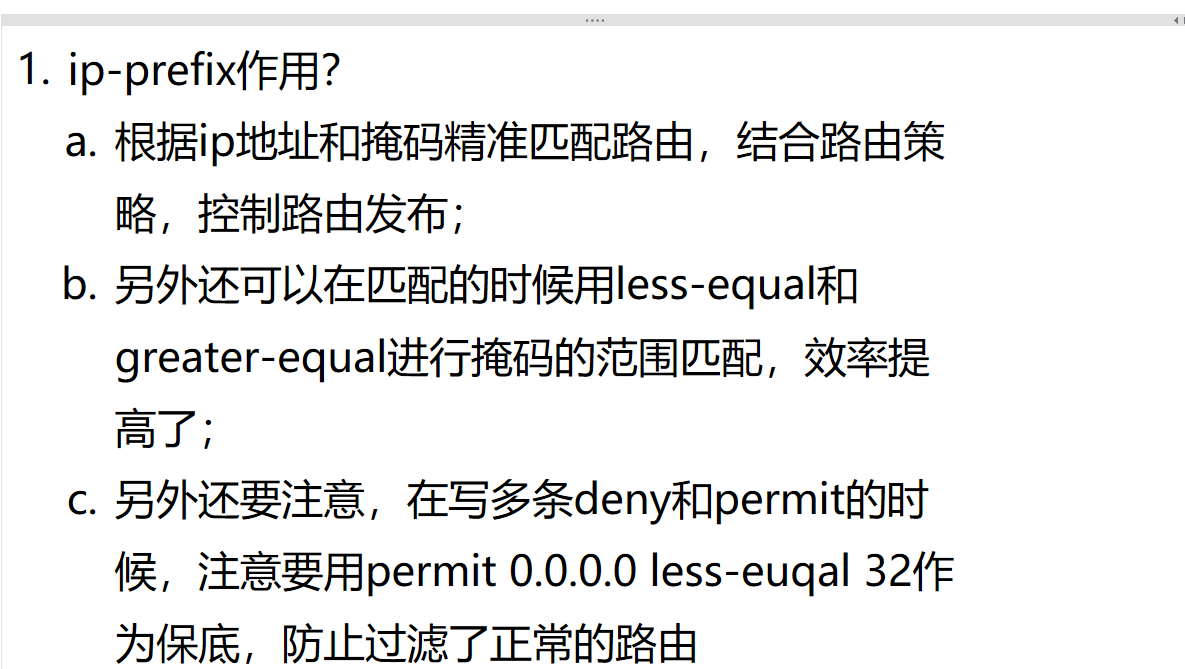 1. ip-prefix作用？
a. 根据ip地址和掩码精准匹配路由，结合路由策
略，控制路由发布；
b. 另外还可以在匹配的时候用less-equal和
greater-equal进行掩码的范围匹配，效率提
高了；
c. 另外还要注意，在写多条deny和permit的时
候，注意要用permit 0.0.0.0 less-euqal 32作
为保底，防止过滤了正常的路由